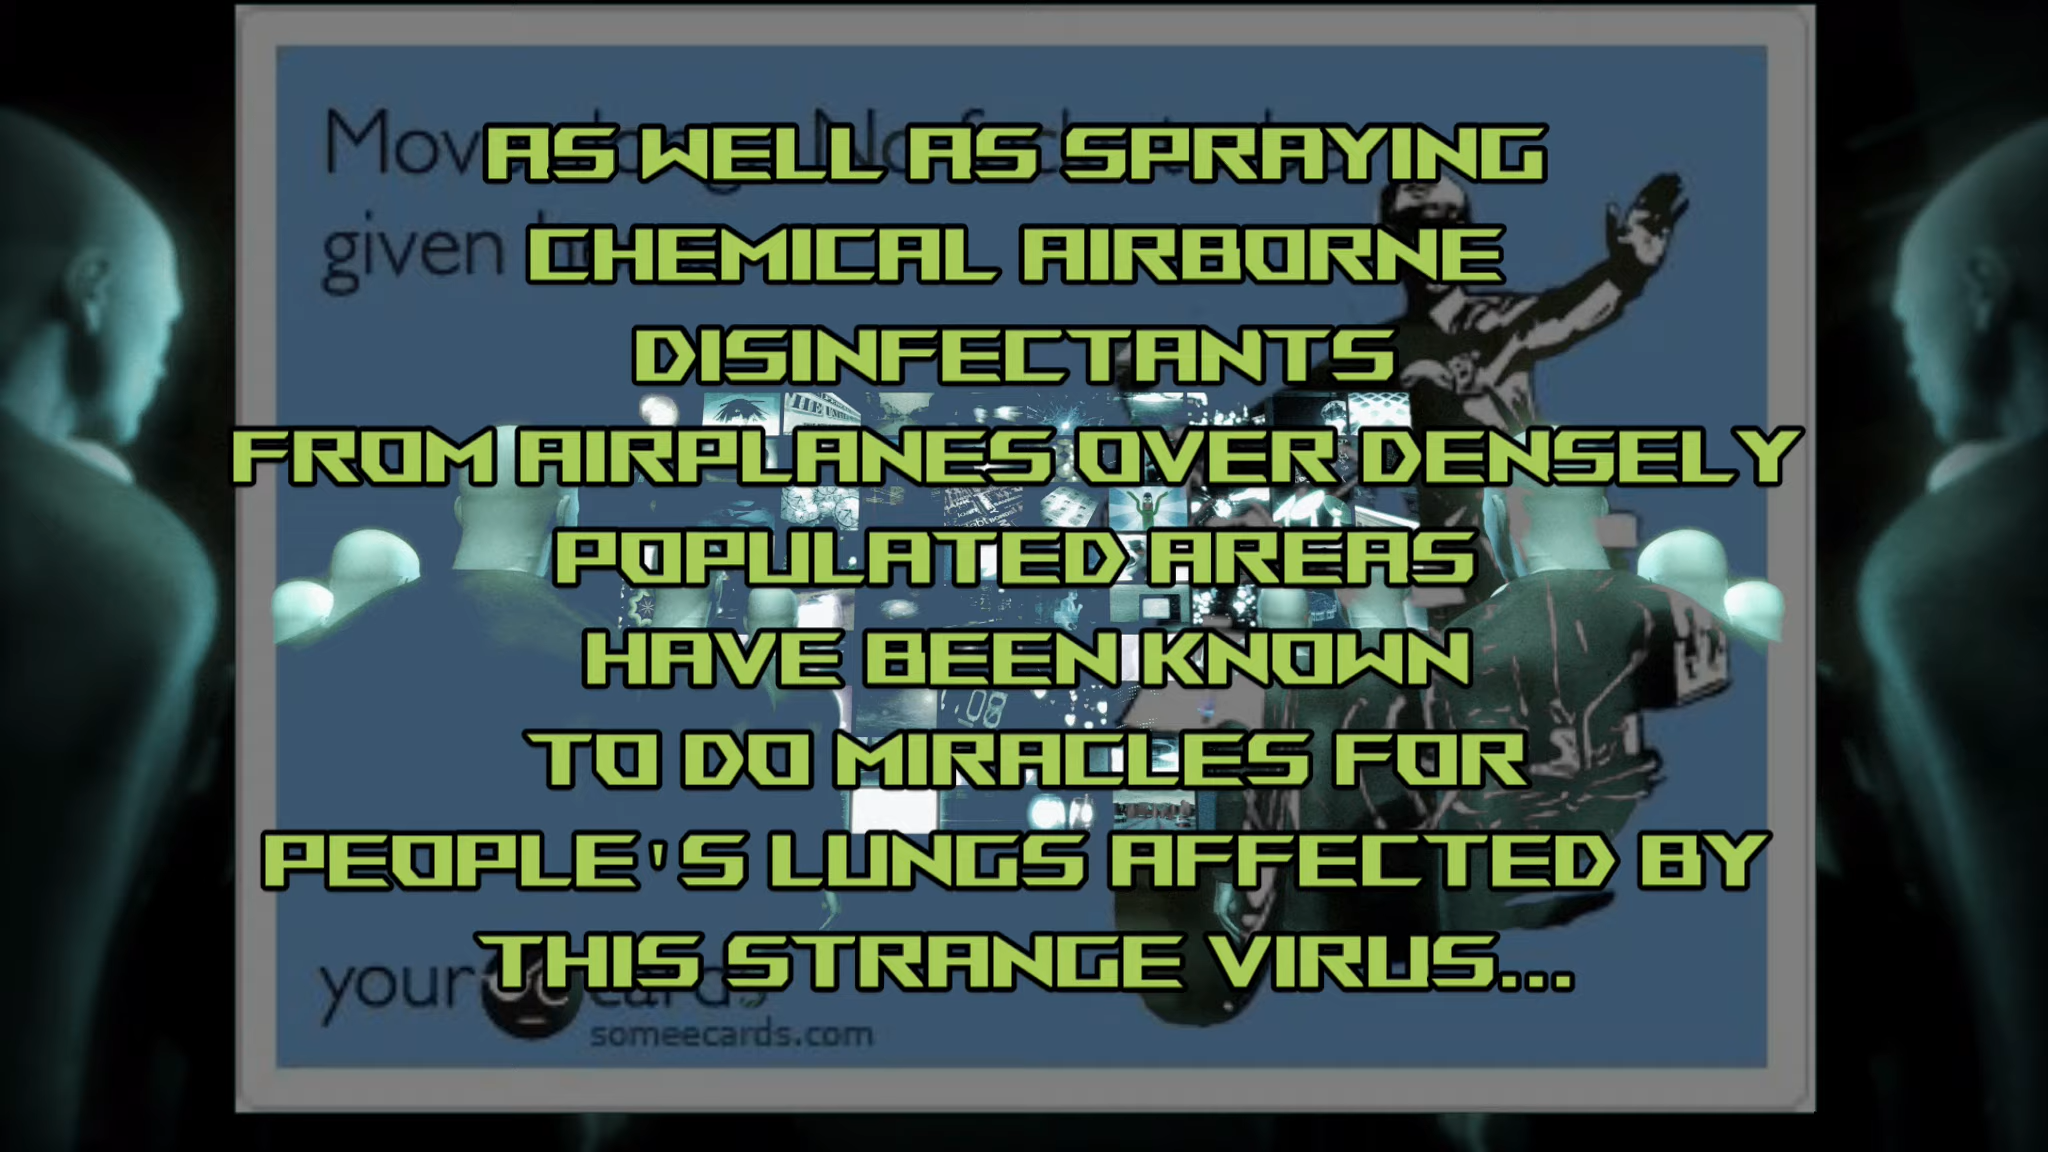 AS WELL AS SPRAYING
CHEMICAL AIRBORNE
DISINFECTANTS
FROM AIRPLANES OVER DENSELY
POPULATED AREAS
HAVE BEEN KNOWN
TO DO MIRACLES FOR
PEOPLE'S LUNGS AFFECTED BY
THIS STRANGE VIRUS...
given
your cards
someecards.com